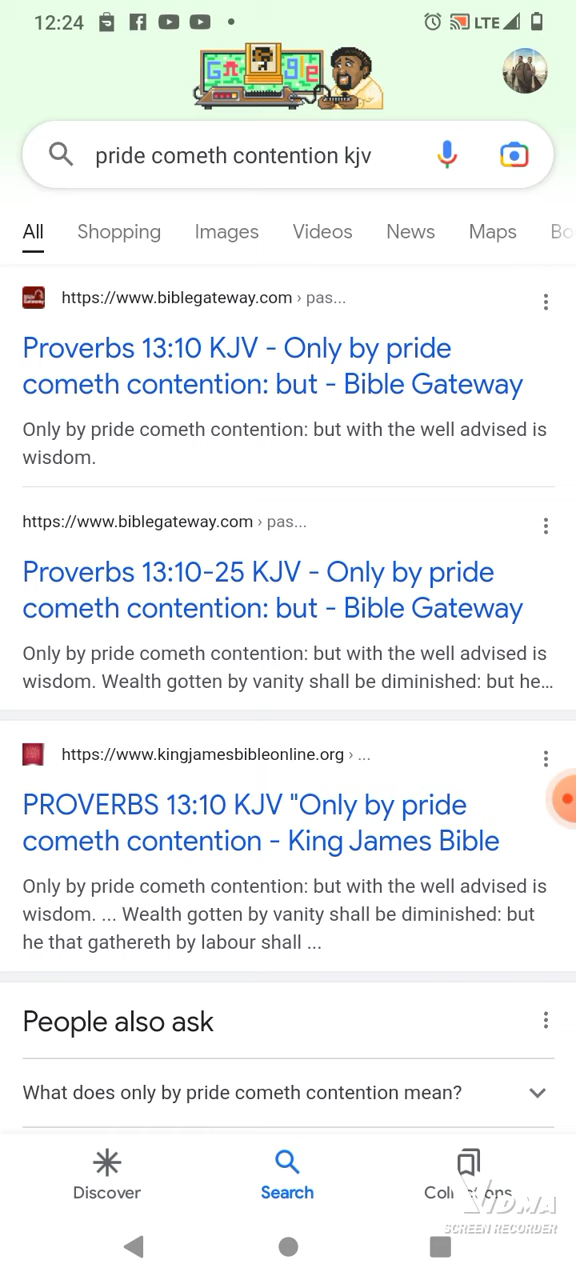 12:24
LTE
pride cometh contention kjv
All Shopping Images Videos News Maps Bo
https://www.biblegateway.com › pas...
Proverbs 13:10 KJV - Only by pride
cometh contention: but - Bible Gateway
Only by pride cometh contention: but with the well advised is
wisdom.
https://www.biblegateway.com › pas...
Proverbs 13:10-25 KJV - Only by pride
cometh contention: but - Bible Gateway
Only by pride cometh contention: but with the well advised is
wisdom. Wealth gotten by vanity shall be diminished: but he...
https://www.kingjamesbibleonline.org › ...
PROVERBS 13:10 KJV "Only by pride
cometh contention - King James Bible
Only by pride cometh contention: but with the well advised is
wisdom. ... Wealth gotten by vanity shall be diminished: but
he that gathereth by labour shall ...
People also ask
What does only by pride cometh contention mean?
Discover Search Collections
VIDMA
SCREEN RECORDER